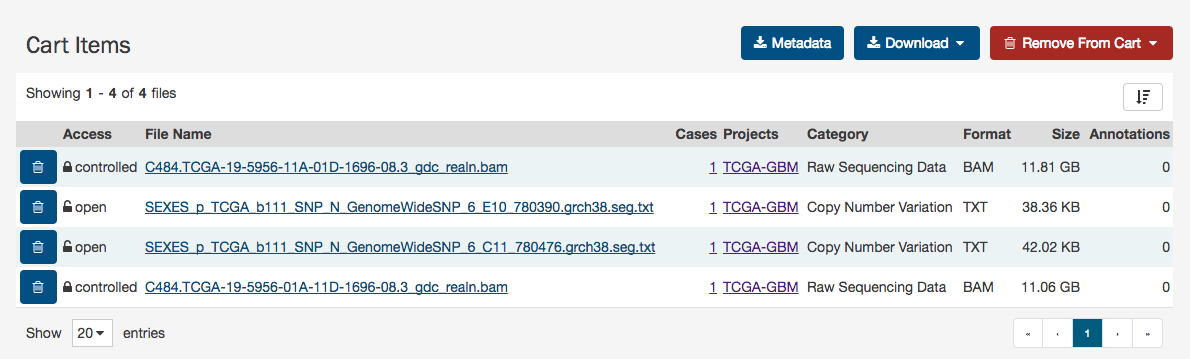 Cart Items
Metadata Download Remove From Cart
Showing 1 - 4 of 4 files
Access File Name Cases Projects Category Format Size Annotations
controlled C484.TCGA-19-5956-11A-01D-1696-08.3_gdc_realn.bam 1 TCGA-GBM Raw Sequencing Data BAM 11.81 GB 0
open SEXES_p_TCGA_b111_SNP_N_GenomeWideSNP_6_E10_780390.grch38.seg.txt 1 TCGA-GBM Copy Number Variation TXT 38.36 KB 0
open SEXES_p_TCGA_b111_SNP_N_GenomeWideSNP_6_C11_780476.grch38.seg.txt 1 TCGA-GBM Copy Number Variation TXT 42.02 KB 0
controlled C484.TCGA-19-5956-01A-11D-1696-08.3_gdc_realn.bam 1 TCGA-GBM Raw Sequencing Data BAM 11.06 GB 0
Show 20 entries « ‹ 1 › »